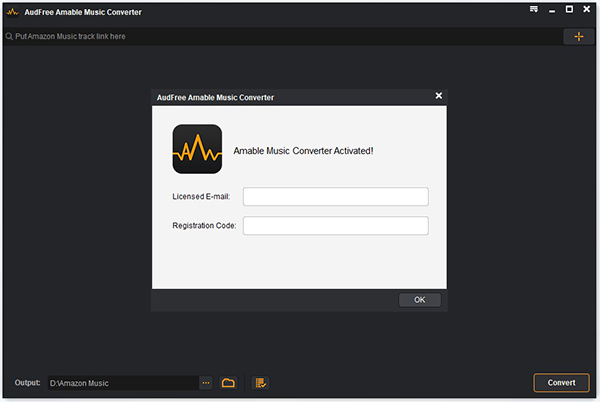 AudFree Amable Music Converter
Put Amazon Music track link here
AudFree Amable Music Converter
Amable Music Converter Activated!
Licensed E-mail:
Registration Code:
OK
Output: D:\Amazon Music ... Convert